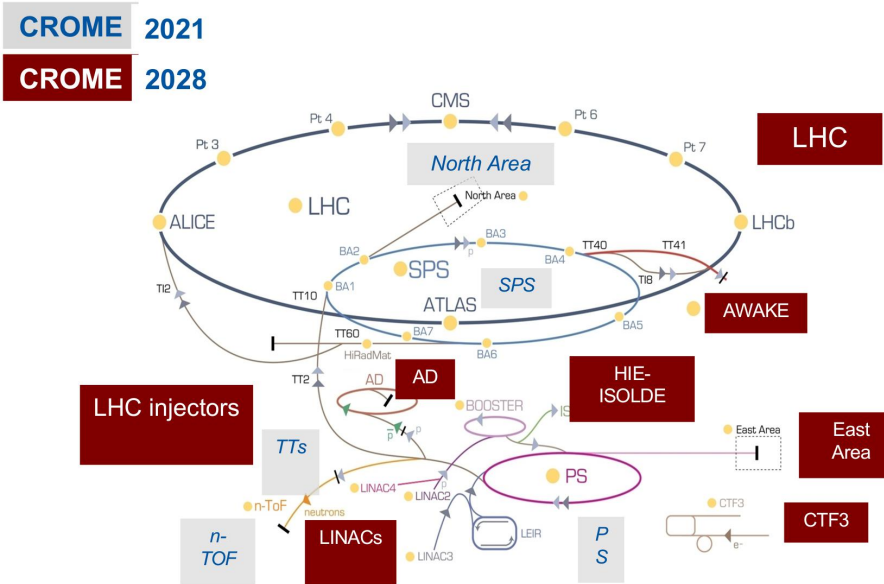 CROME 2021
CROME 2028
CMS
Pt 4
Pt 6
LHC
Pt 3
Pt 7
North Area
North Area
LHC
ALICE
LHCb
BA3
TT40
TT41
BA2
p
BA4
SPS
TI8
BA1
SPS
TI2
TT10
ATLAS
AWAKE
TT60
BA7
BA5
HiRadMat
BA6
TT2
AD
AD
HIE-
ISOLDE
LHC injectors
BOOSTER
IS
p
p
East Area
East
Area
TTs
PS
LINAC4
p
LINAC2
n-ToF
neutrons
CTF3
CTF3
n-
TOF
LINACs
LEIR
P
S
LINAC3
e-